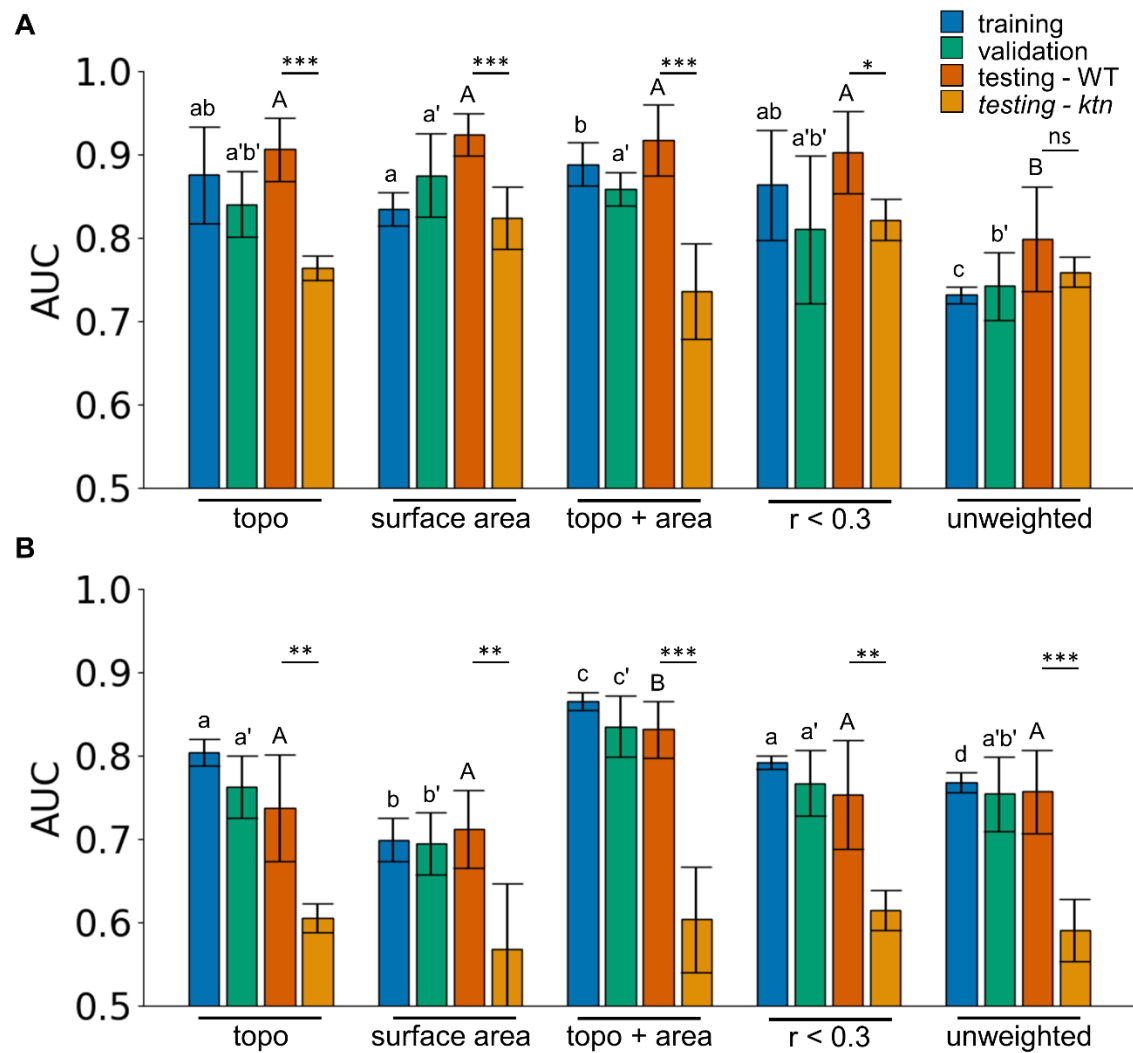 A
training
validation
testing - WT
testing - ktn
*** *** *** * ns
1.0
0.9
0.8
0.7
0.6
0.5
AUC
ab a'b' A
a a' A
b a' A
ab a'b' A
c b' B
topo surface area topo + area r < 0.3 unweighted
B
1.0
0.9
0.8
0.7
0.6
0.5
AUC
** ** *** ** ***
a a' A
b b' A
c c' B
a a' A
d a'b' A
topo surface area topo + area r < 0.3 unweighted